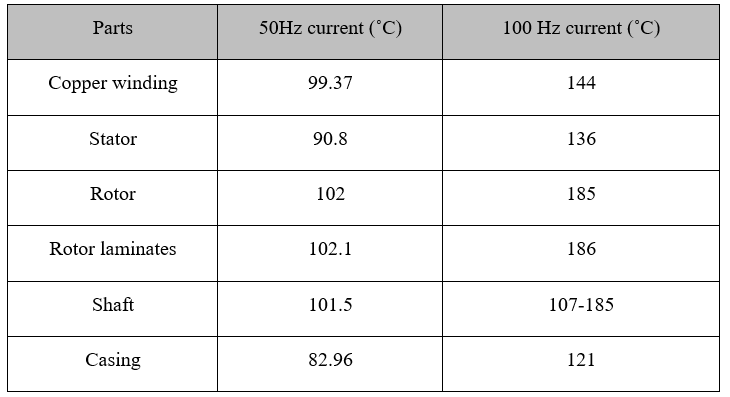 Parts 50Hz current (˚C) 100 Hz current (˚C)
Copper winding 99.37 144
Stator 90.8 136
Rotor 102 185
Rotor laminates 102.1 186
Shaft 101.5 107-185
Casing 82.96 121